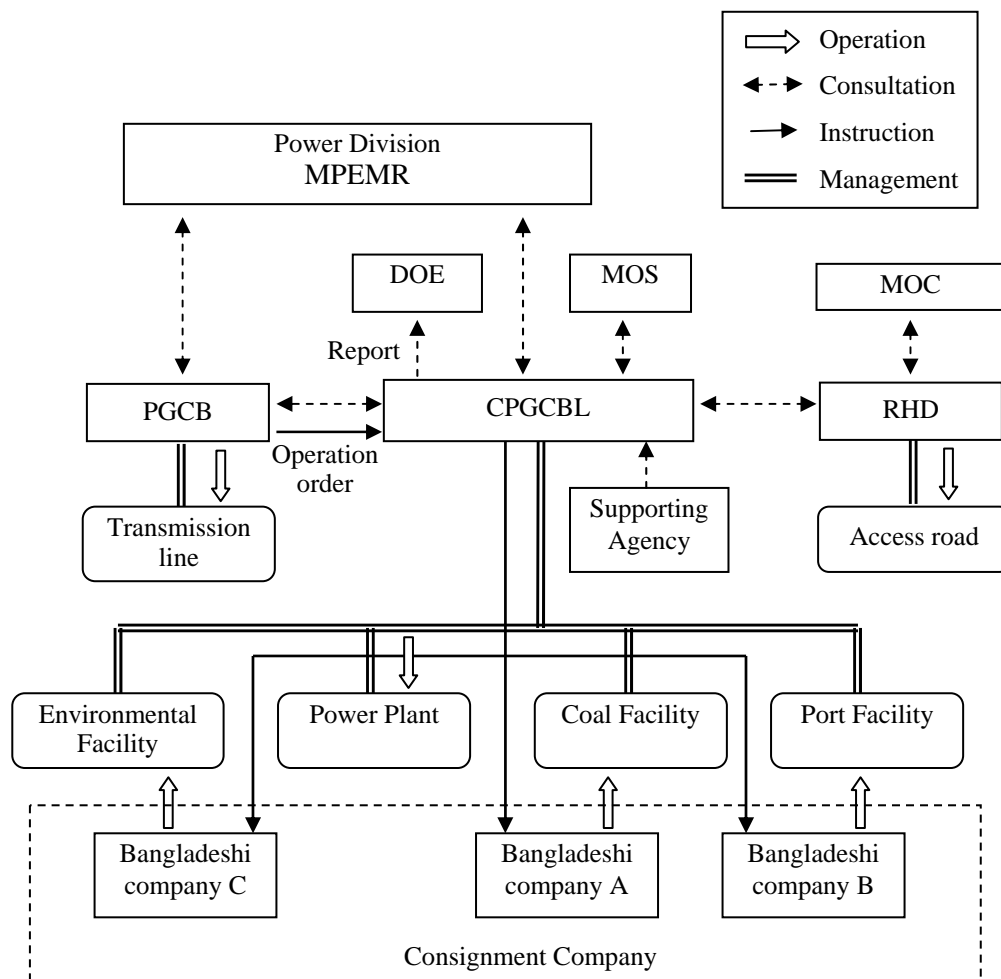 Operation
Consultation
Instruction
Management
Power Division
MPEMR
DOE
MOS
MOC
Report
PGCB
CPGCBL
RHD
Operation
order
Transmission
line
Supporting
Agency
Access road
Environmental
Facility
Power Plant
Coal Facility
Port Facility
Bangladeshi
company C
Bangladeshi
company A
Bangladeshi
company B
Consignment Company